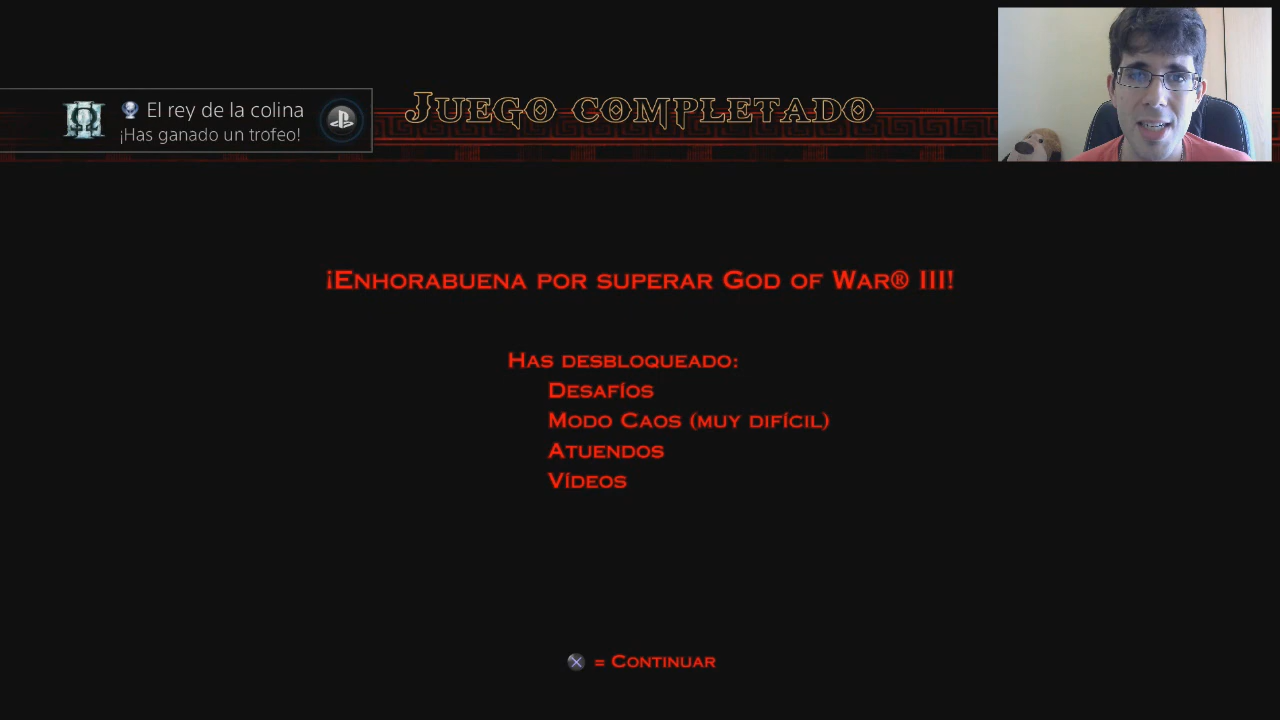 El rey de la colina
¡Has ganado un trofeo!
Juego completado
¡Enhorabuena por superar God of War® III!
Has desbloqueado:
Desafíos
Modo Caos (muy difícil)
Atuendos
Vídeos
= Continuar